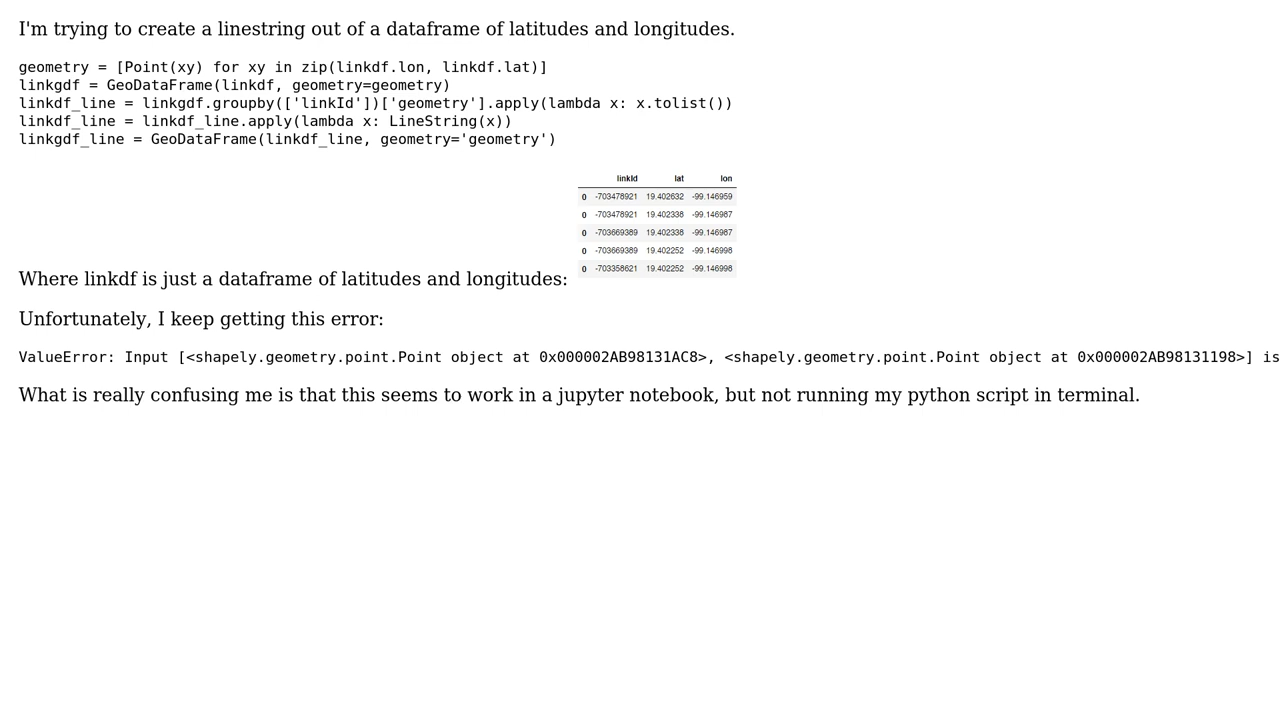 I'm trying to create a linestring out of a dataframe of latitudes and longitudes.
geometry = [Point(xy) for xy in zip(linkdf.lon, linkdf.lat)]
linkgdf = GeoDataFrame(linkdf, geometry=geometry)
linkdf_line = linkgdf.groupby(['linkId'])['geometry'].apply(lambda x: x.tolist())
linkdf_line = linkdf_line.apply(lambda x: LineString(x))
linkgdf_line = GeoDataFrame(linkdf_line, geometry='geometry')
linkId lat lon
0 -703478921 19.402632 -99.146959
0 -703478921 19.402338 -99.146987
0 -703669389 19.402338 -99.146987
0 -703669389 19.402252 -99.146998
0 -703358621 19.402252 -99.146998
Where linkdf is just a dataframe of latitudes and longitudes:
Unfortunately, I keep getting this error:
ValueError: Input [<shapely.geometry.point.Point object at 0x000002AB98131AC8>, <shapely.geometry.point.Point object at 0x000002AB98131198>] is
What is really confusing me is that this seems to work in a jupyter notebook, but not running my python script in terminal.